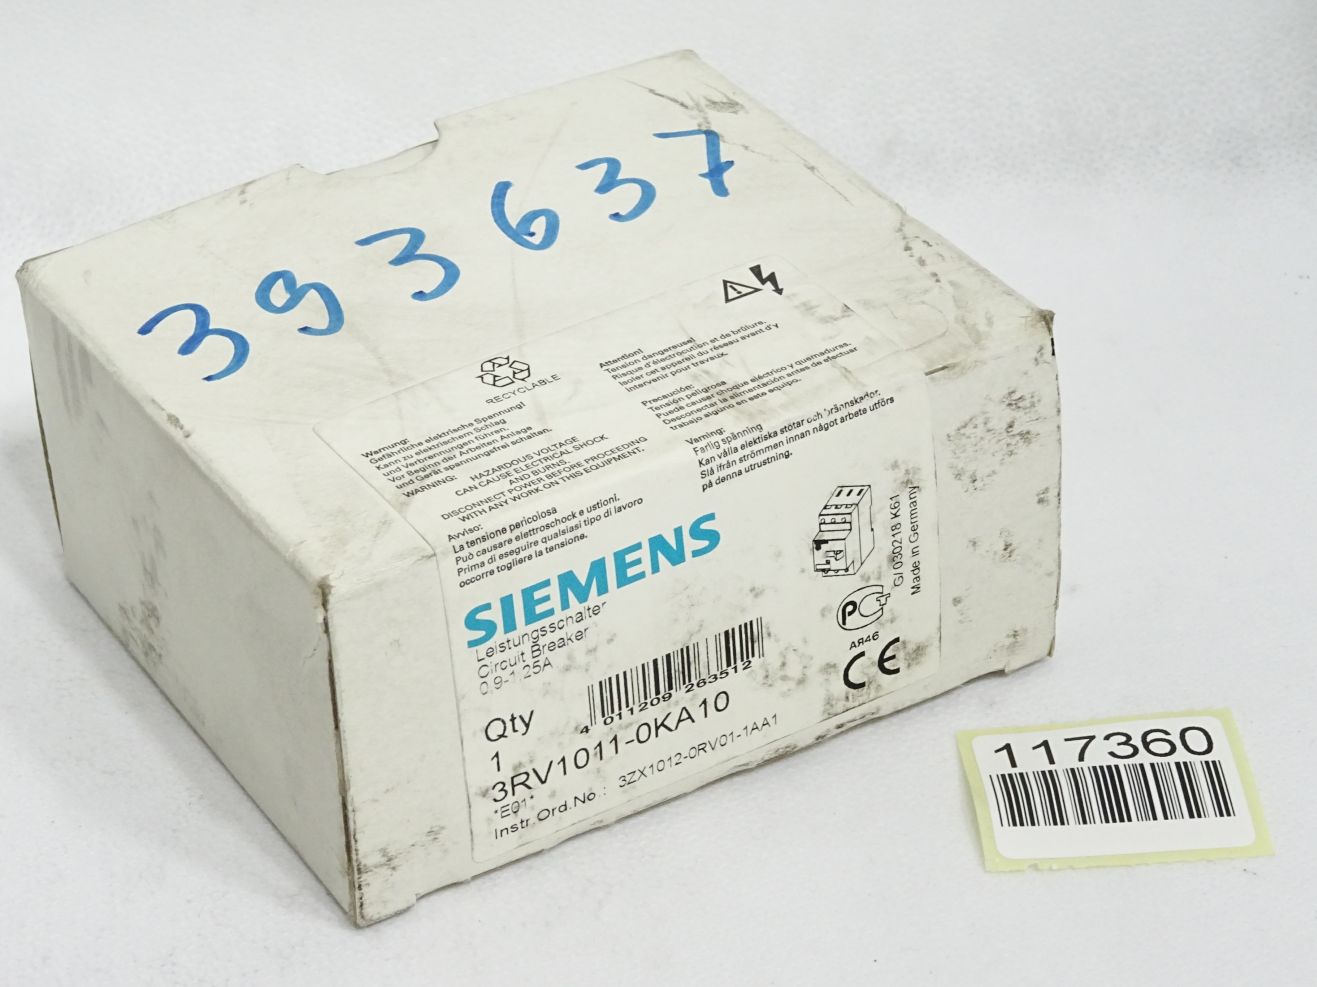 393637
RECYCLABLE
Warnung:
Gefährliche elektrische Spannung!
Kann zu elektrischem Schlag
und Verbrennungen führen.
Vor Beginn der Arbeiten Anlage
und Gerät spannungsfrei schalten.
WARNING: HAZARDOUS VOLTAGE
CAN CAUSE ELECTRICAL SHOCK
AND BURNS.
DISCONNECT POWER BEFORE PROCEEDING
WITH ANY WORK ON THIS EQUIPMENT.
Avviso:
La tensione pericolosa
Può causare elettroschock e ustioni.
Prima di eseguire qualsiasi tipo di lavoro
occorre togliere la tensione.
Attention!
Tension dangereuse!
Risque d'électrocution et de brûlure.
Isoler cet appareil du réseau avant d'y
intervenir pour travaux.
Precaución:
Tensión peligrosa
Puede causar choque eléctrico y quemaduras.
Desconectar la alimentación antes de efectuar
trabajo alguno en este equipo.
Varning:
Farlig spänning
Kan vålla elektiska stötar och brännskador.
Slå ifrån strömmen innan något arbete utförs
på denna utrustning.
SIEMENS
Leistungsschalter
Circuit Breaker
0,9-1,25A
Qty
1
4 011209 263512
3RV1011-0KA10
*E01*
Instr.Ord.No.: 3ZX1012-0RV01-1AA1
G/030218 K61
Made in Germany
АЯ46
CE
117360